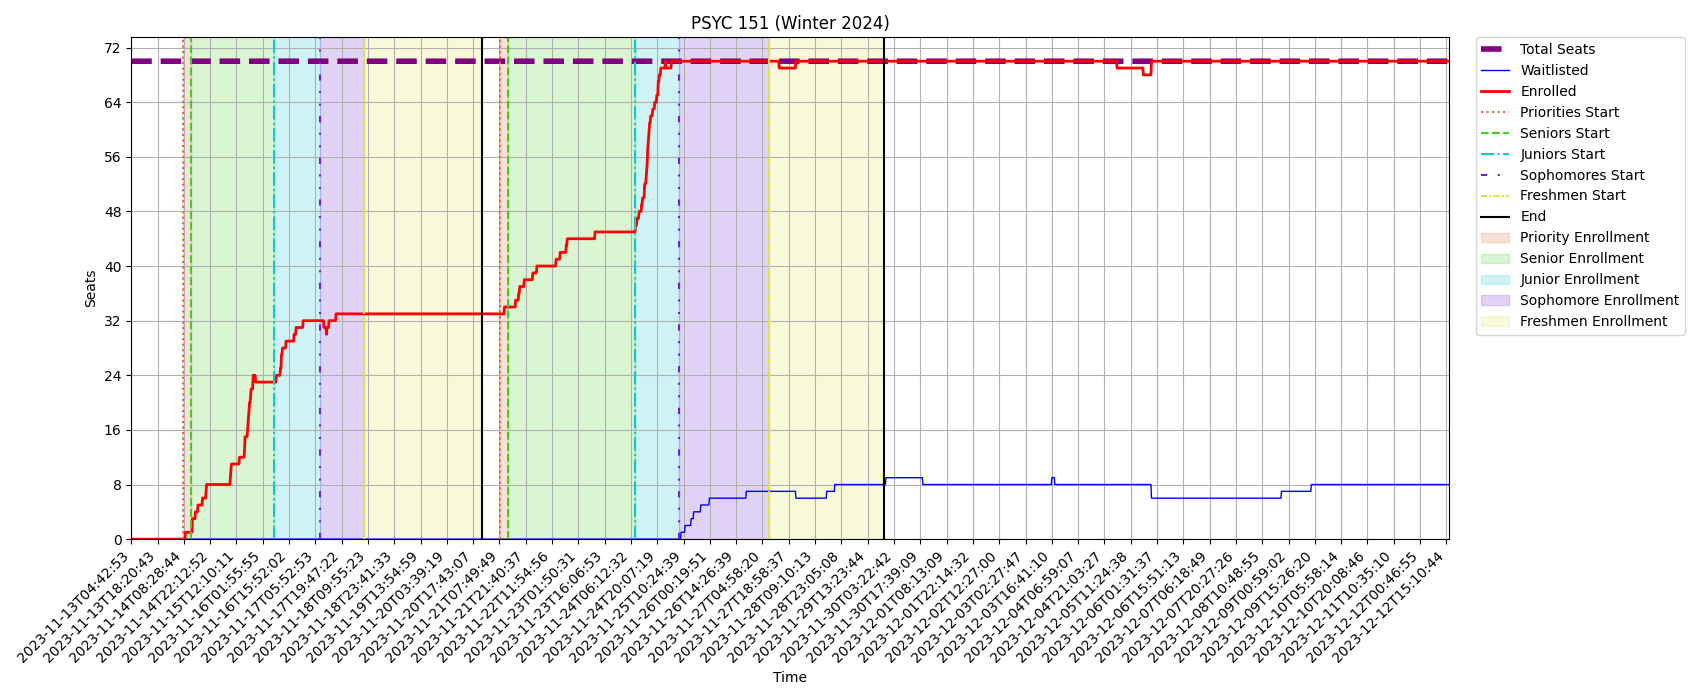 PSYC 151 (Winter 2024)
72
64
56
48
40
32
24
16
8
0
Seats
2023-11-13T04:42:53
2023-11-13T18:20:43
2023-11-14T08:28:44
2023-11-14T22:12:52
2023-11-15T12:10:11
2023-11-16T01:55:55
2023-11-16T15:52:02
2023-11-17T05:52:53
2023-11-17T19:47:22
2023-11-18T09:55:23
2023-11-18T23:41:33
2023-11-19T13:54:59
2023-11-20T03:39:19
2023-11-20T17:43:07
2023-11-21T07:49:49
2023-11-21T21:40:37
2023-11-22T11:54:56
2023-11-23T01:50:31
2023-11-23T16:06:53
2023-11-24T06:12:32
2023-11-24T20:07:19
2023-11-25T10:24:39
2023-11-26T00:19:51
2023-11-26T14:26:39
2023-11-27T04:58:20
2023-11-27T18:58:37
2023-11-28T09:10:13
2023-11-28T23:05:08
2023-11-29T13:23:44
2023-11-30T03:22:42
2023-11-30T17:39:09
2023-12-01T08:13:09
2023-12-01T22:14:32
2023-12-02T12:27:00
2023-12-03T02:27:47
2023-12-03T16:41:10
2023-12-04T06:59:07
2023-12-04T21:03:27
2023-12-05T11:24:38
2023-12-06T01:31:37
2023-12-06T15:51:13
2023-12-07T06:18:49
2023-12-07T20:27:26
2023-12-08T10:48:55
2023-12-09T00:59:02
2023-12-09T15:26:20
2023-12-10T05:58:14
2023-12-10T20:08:46
2023-12-11T10:35:10
2023-12-12T00:46:55
2023-12-12T15:10:44
Time
Total Seats
Waitlisted
Enrolled
Priorities Start
Seniors Start
Juniors Start
Sophomores Start
Freshmen Start
End
Priority Enrollment
Senior Enrollment
Junior Enrollment
Sophomore Enrollment
Freshmen Enrollment